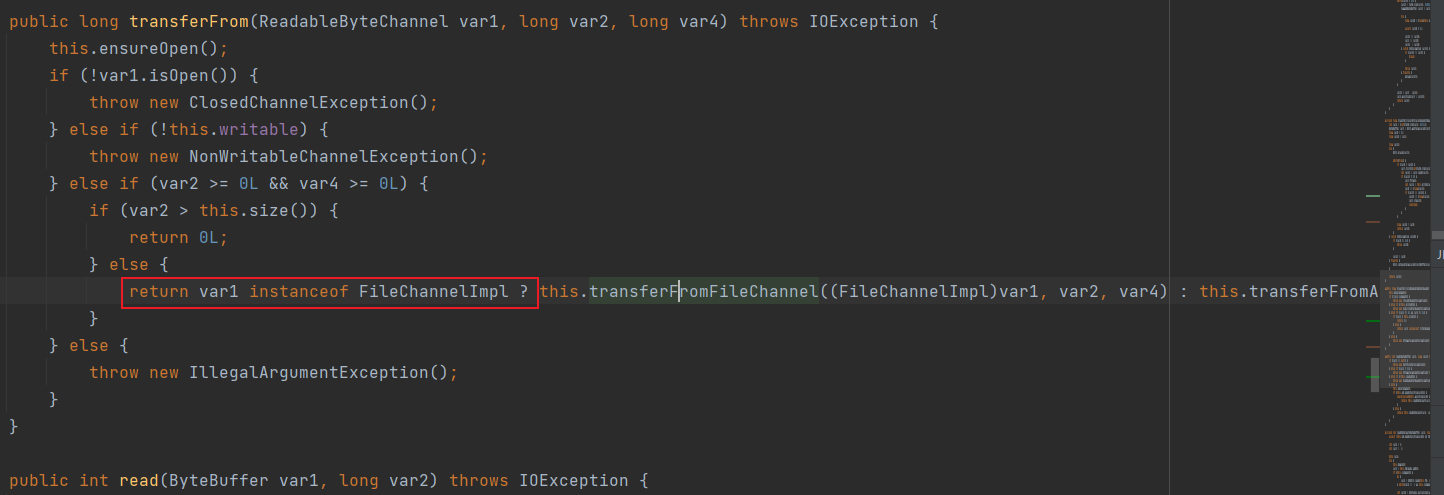 public long transferFrom(ReadableByteChannel var1, long var2, long var4) throws IOException {
    this.ensureOpen();
    if (!var1.isOpen()) {
        throw new ClosedChannelException();
    } else if (!this.writable) {
        throw new NonWritableChannelException();
    } else if (var2 >= 0L && var4 >= 0L) {
        if (var2 > this.size()) {
            return 0L;
        } else {
            return var1 instanceof FileChannelImpl ? this.transferFromFileChannel((FileChannelImpl)var1, var2, var4) : this.transferFromA
        }
    } else {
        throw new IllegalArgumentException();
    }
}
public int read(ByteBuffer var1, long var2) throws IOException {